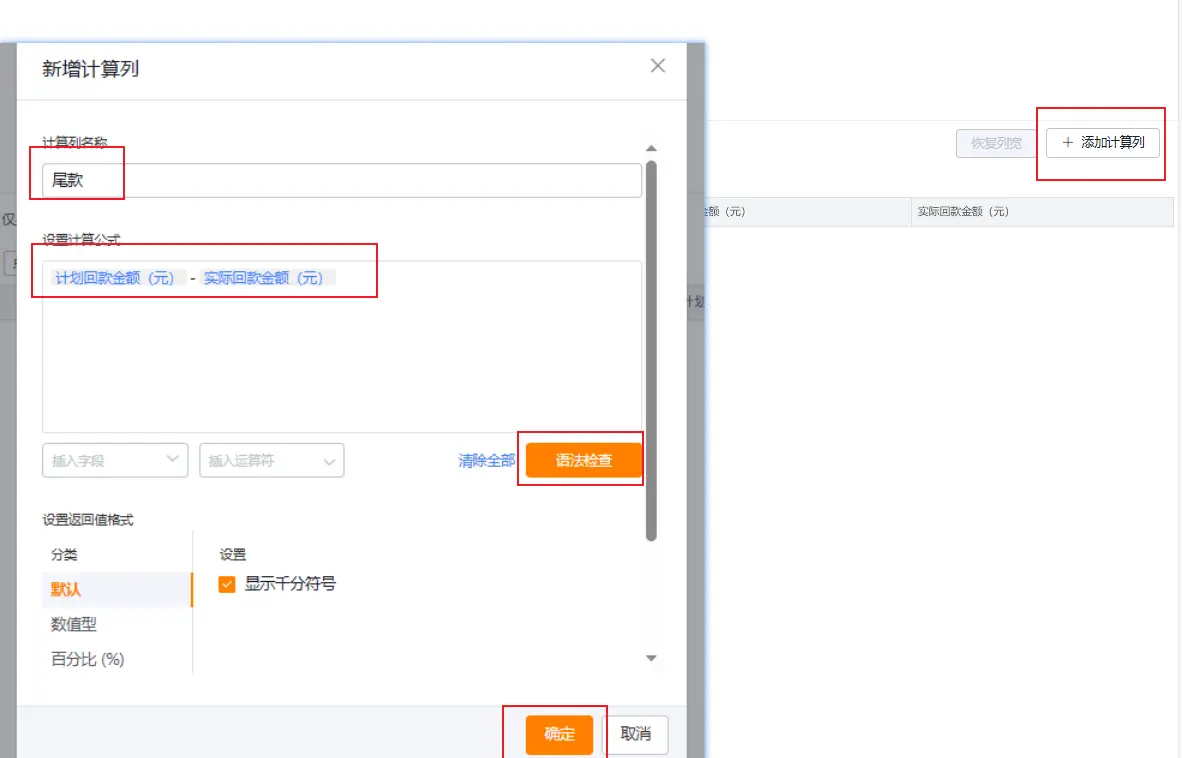 新增计算列
恢复列宽
+ 添加计算列
计算列名称
尾款
金额（元）
实际回款金额（元）
仅
设置计算公式
计划回款金额（元） - 实际回款金额（元）
计划
插入字段
插入运算符
清除全部
语法检查
设置返回值格式
分类
设置
默认
显示千分符号
数值型
百分比 (%)
确定
取消